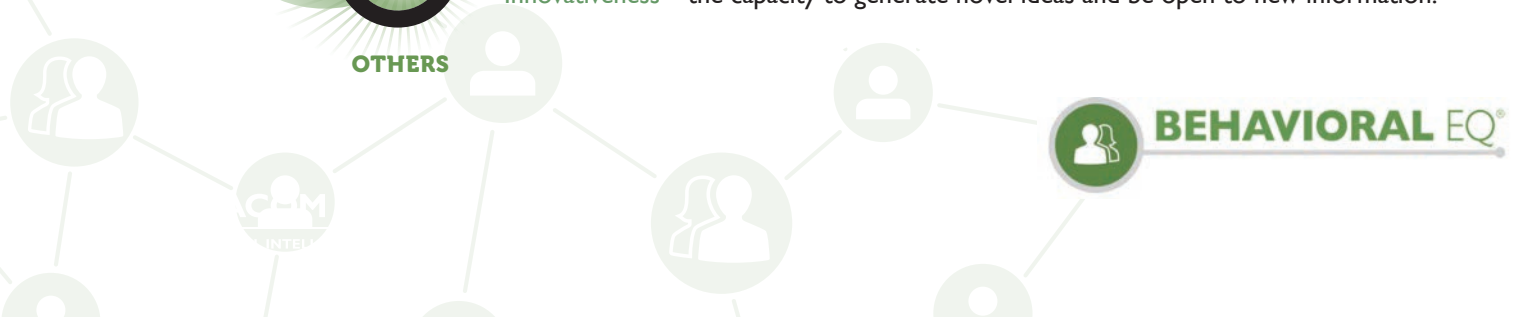 Innovativeness – the capacity to generate novel ideas and be open to new information.
OTHERS
BEHAVIORAL EQ®